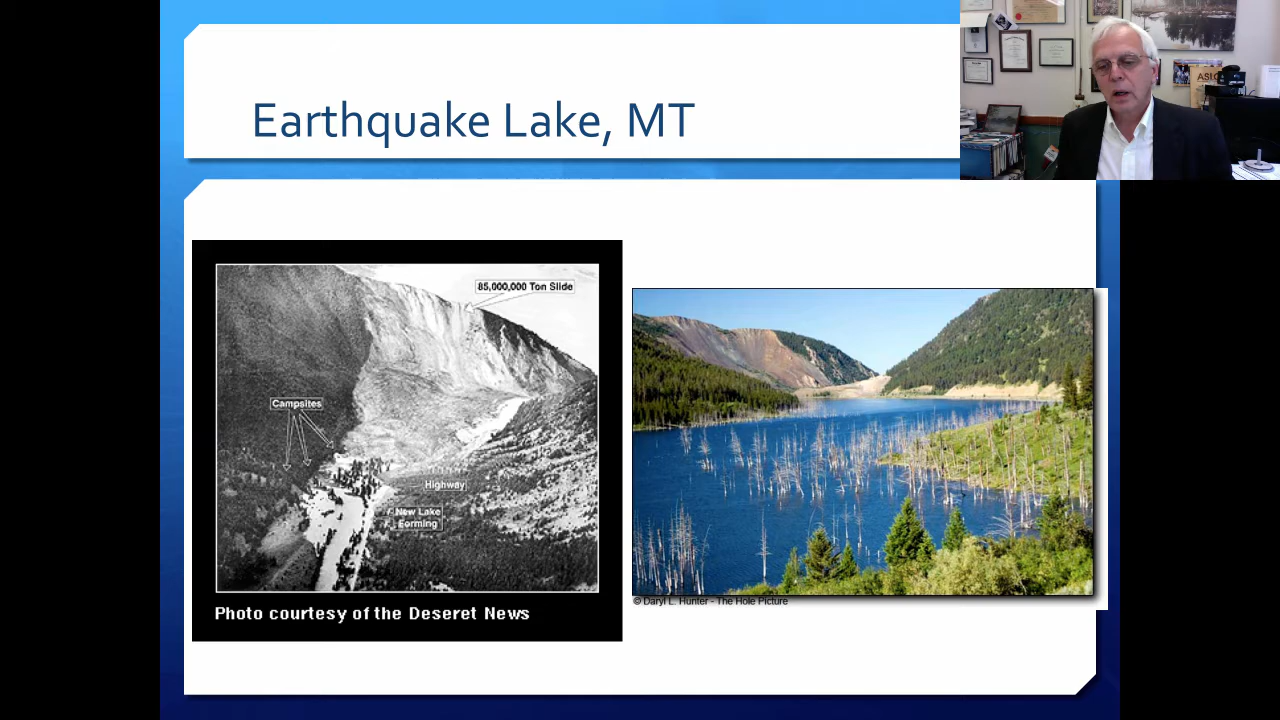 Earthquake Lake, MT
85,000,000 Ton Slide
Campsites
Highway
New Lake
Forming
Photo courtesy of the Deseret News
© Daryl L. Hunter - The Hole Picture